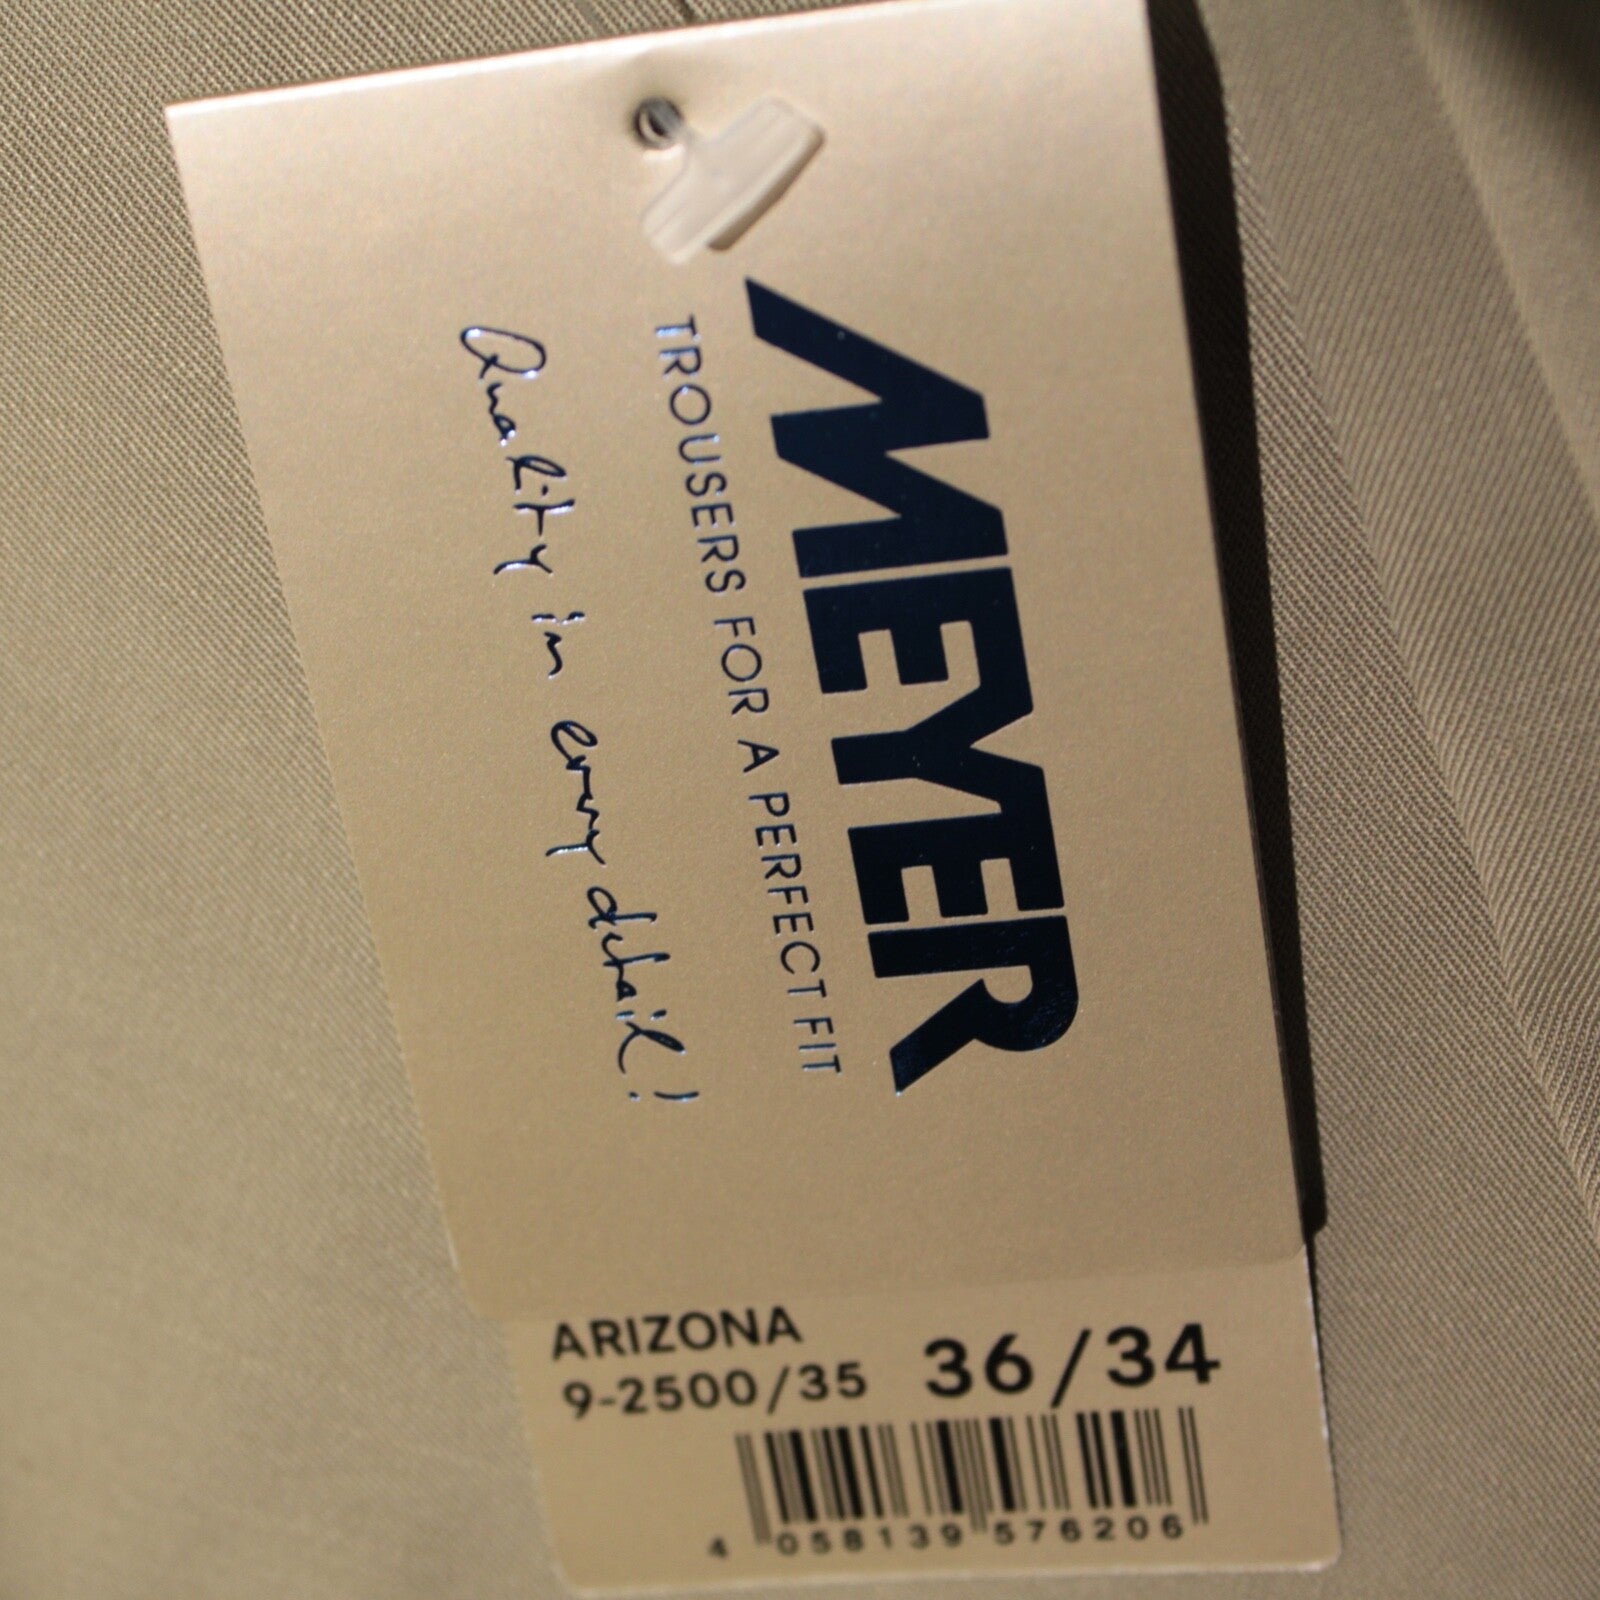 MEYER
TROUSERS FOR A PERFECT FIT
Quality in every detail!
ARIZONA
9-2500/35
36/34
4 058139 576206